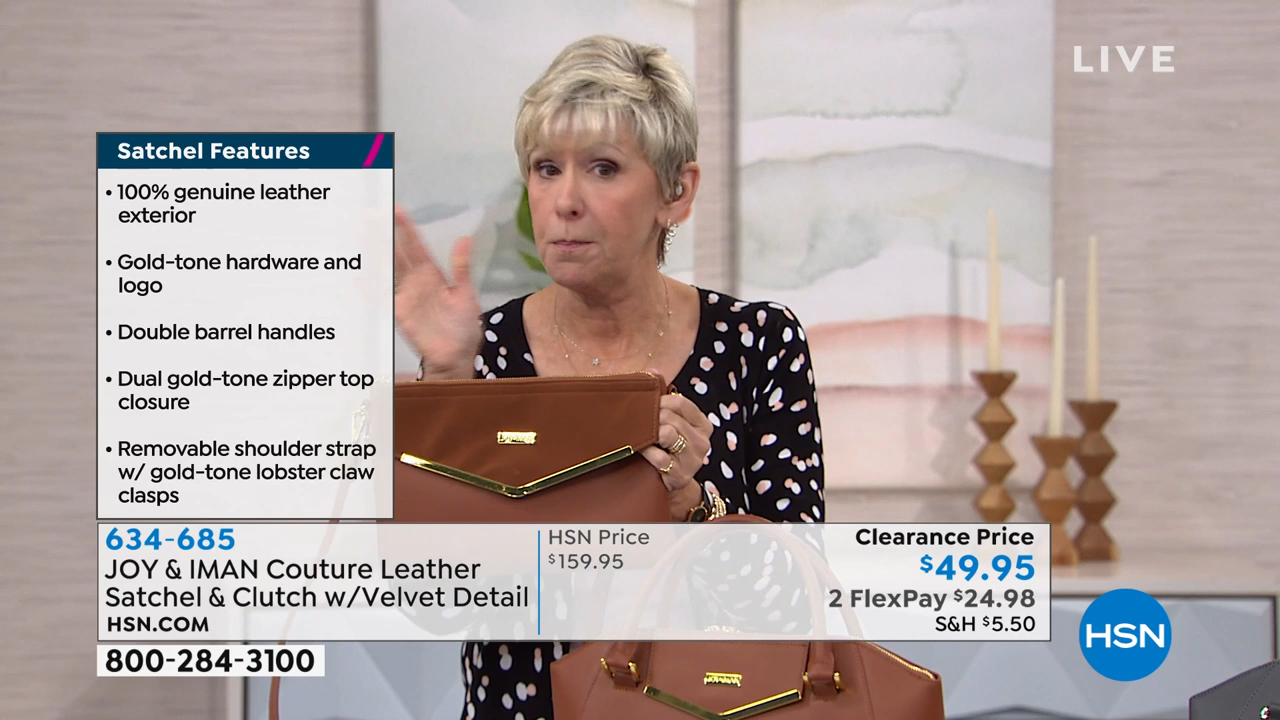 LIVE
Satchel Features
• 100% genuine leather
exterior
• Gold-tone hardware and
logo
• Double barrel handles
• Dual gold-tone zipper top
closure
• Removable shoulder strap
w/ gold-tone lobster claw
clasps
634-685
JOY & IMAN Couture Leather
Satchel & Clutch w/Velvet Detail
HSN.COM
HSN Price
$159.95
Clearance Price
$49.95
2 FlexPay $24.98
S&H $5.50
800-284-3100
HSN